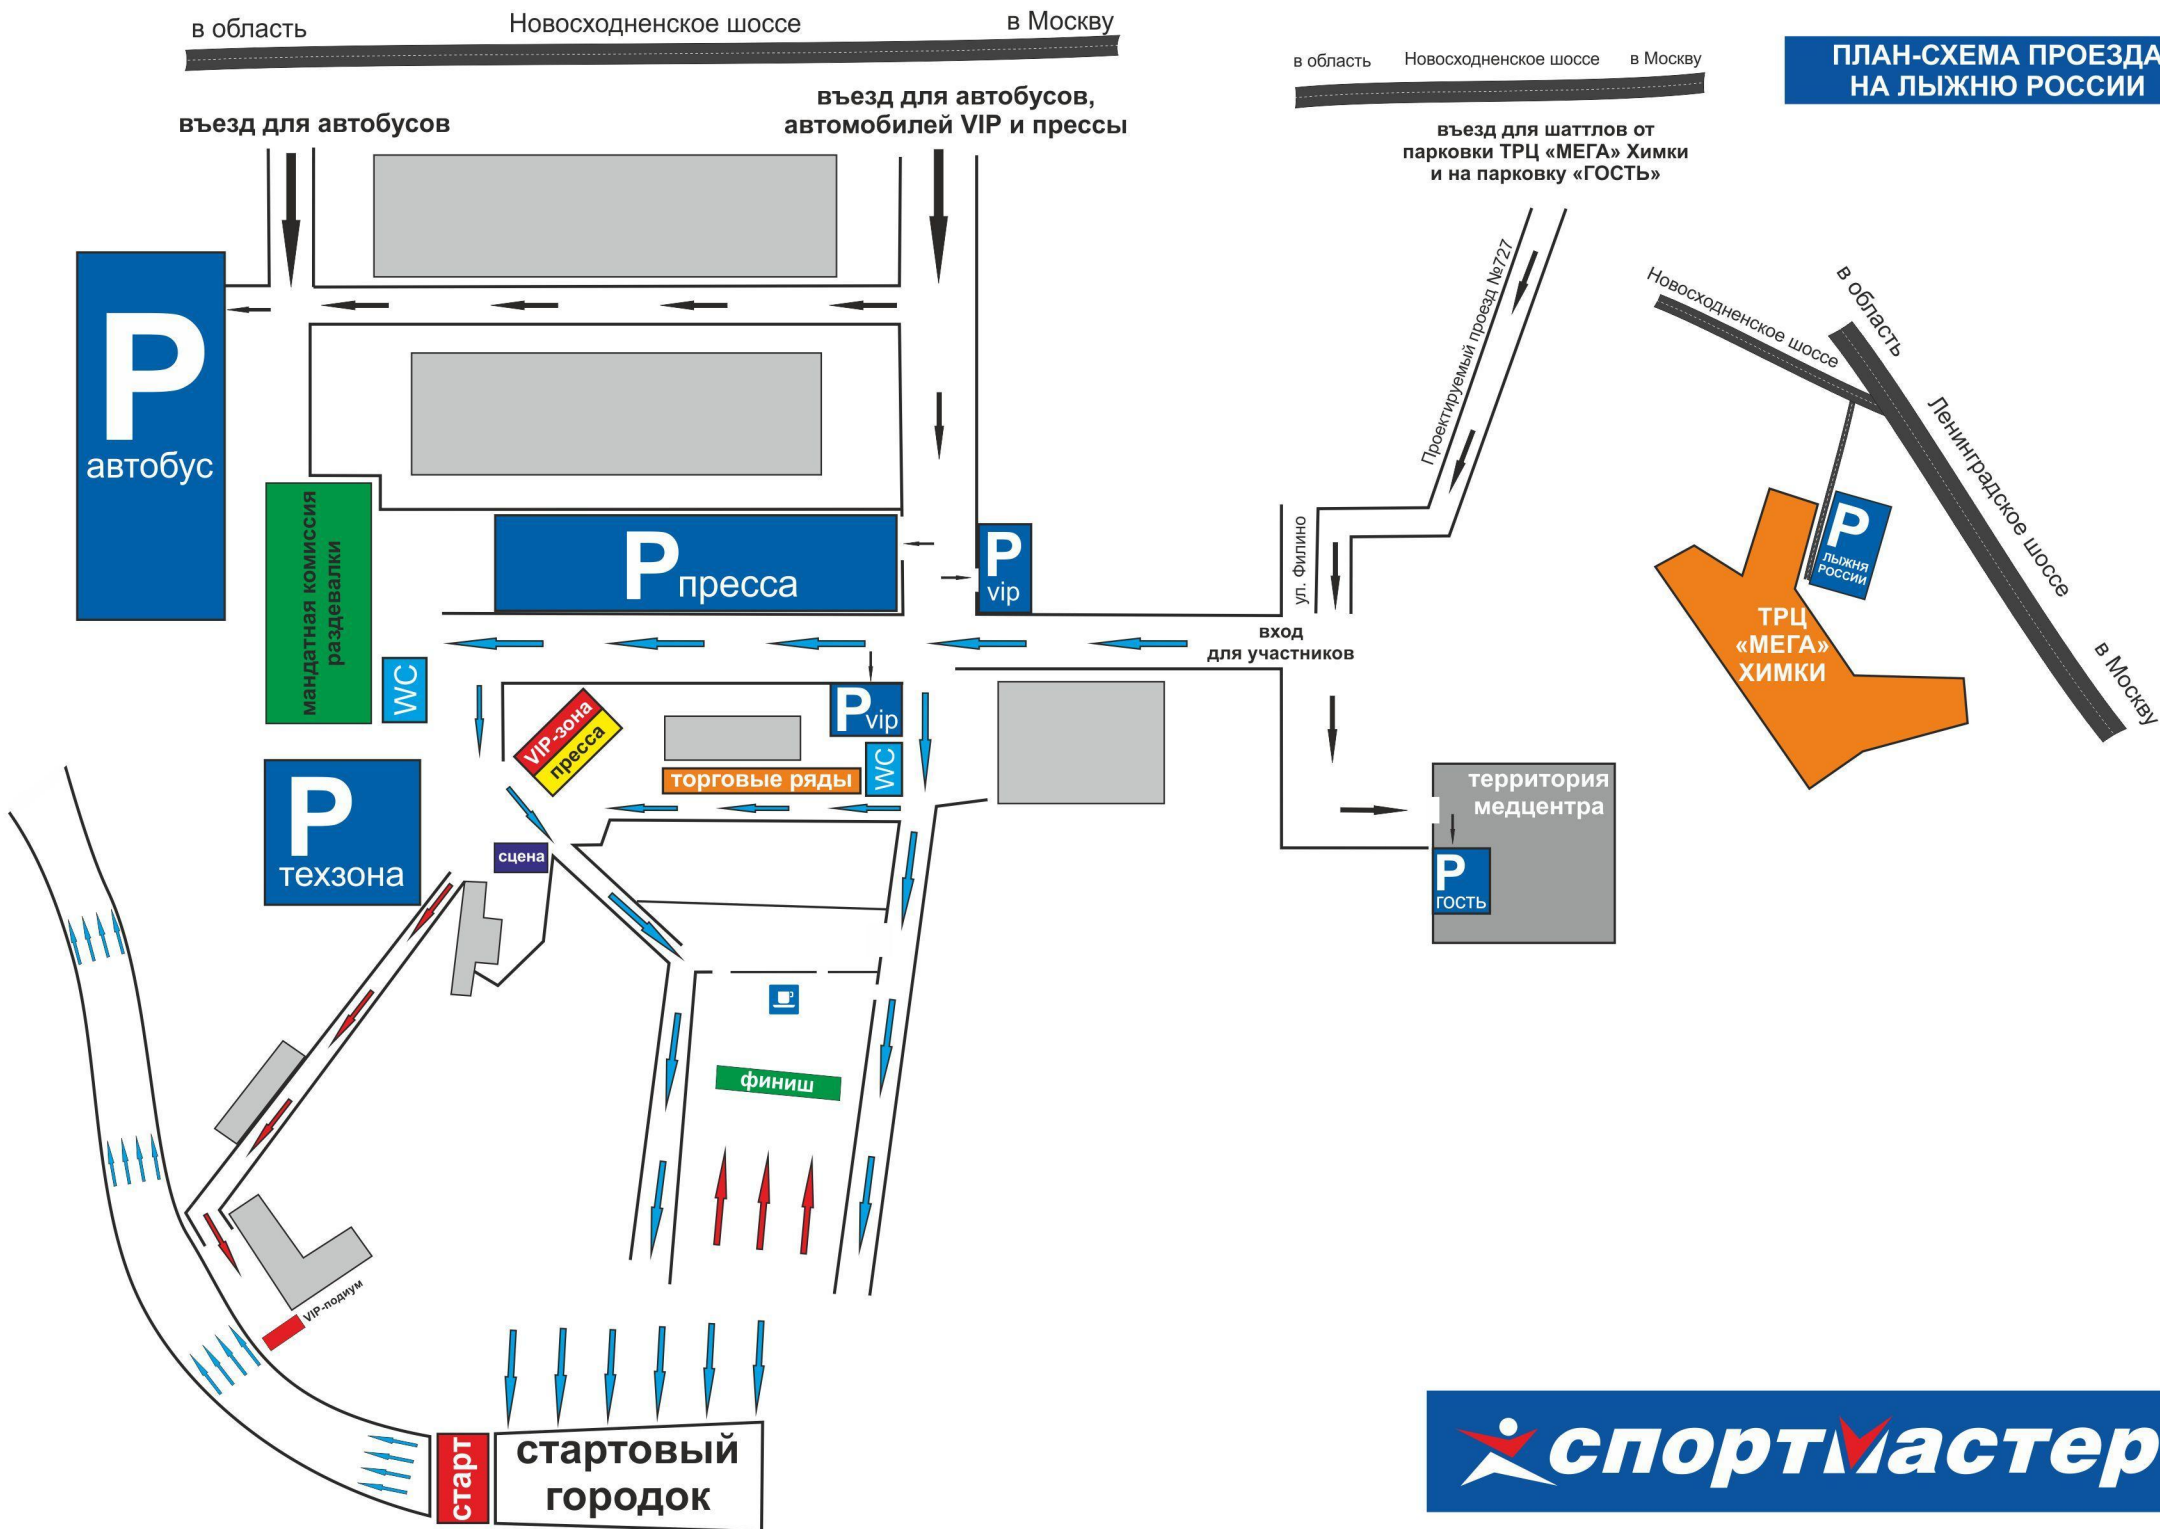 в область
Новосходненское шоссе
в Москву
в область
Новосходненское шоссе
в Москву
ПЛАН-СХЕМА ПРОЕЗДА
НА ЛЫЖНЮ РОССИИ
въезд для автобусов
въезд для автобусов,
автомобилей VIP и прессы
въезд для шаттлов от
парковки ТРЦ «МЕГА» Химки
и на парковку «ГОСТЬ»
Проектируемый проезд №727
Новосходненское шоссе
в область
Ленинградское шоссе
в Москву
P
автобус
мандатная комиссия
раздевалки
P пресса
P
vip
ул. Филино
P
ЛЫЖНЯ
РОССИИ
ТРЦ
«МЕГА»
ХИМКИ
вход
для участников
WC
VIP-зона
пресса
P vip
WC
торговые ряды
P
техзона
сцена
территория
медцентра
P
гость
финиш
VIP-подиум
старт
стартовый
городок
спортмастер